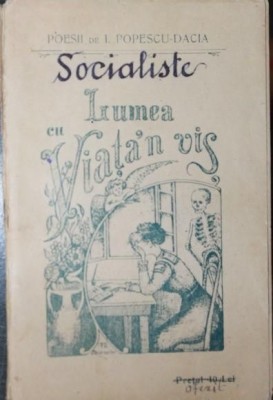 POESII DE I. POPESCU-DACIA
Socialiste
Lumea
cu
Viața'n vis
Prețul 10 Lei